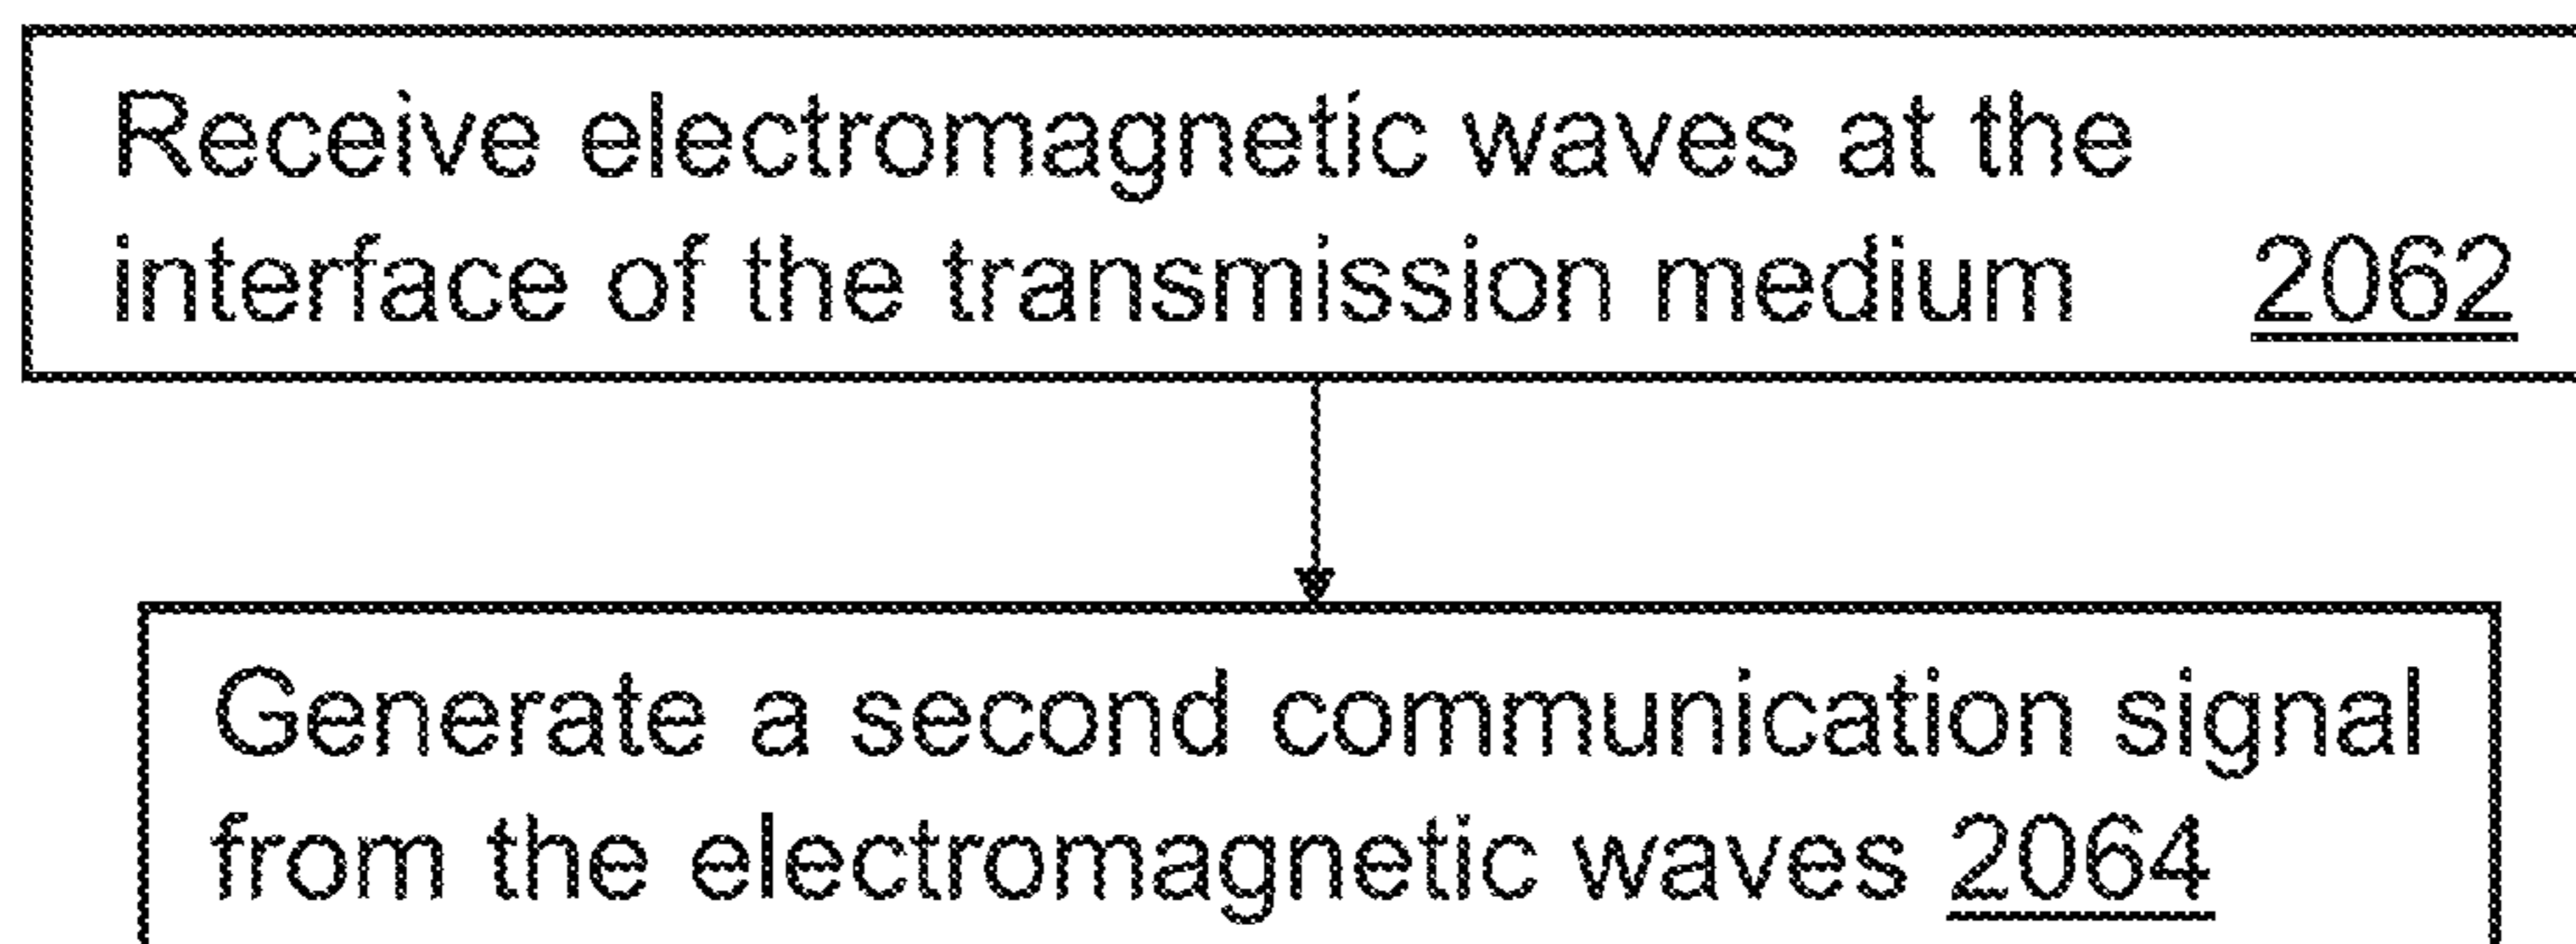 Receive electromagnetic waves at the
interface of the transmission medium 2062
Generate a second communication signal
from the electromagnetic waves 2064